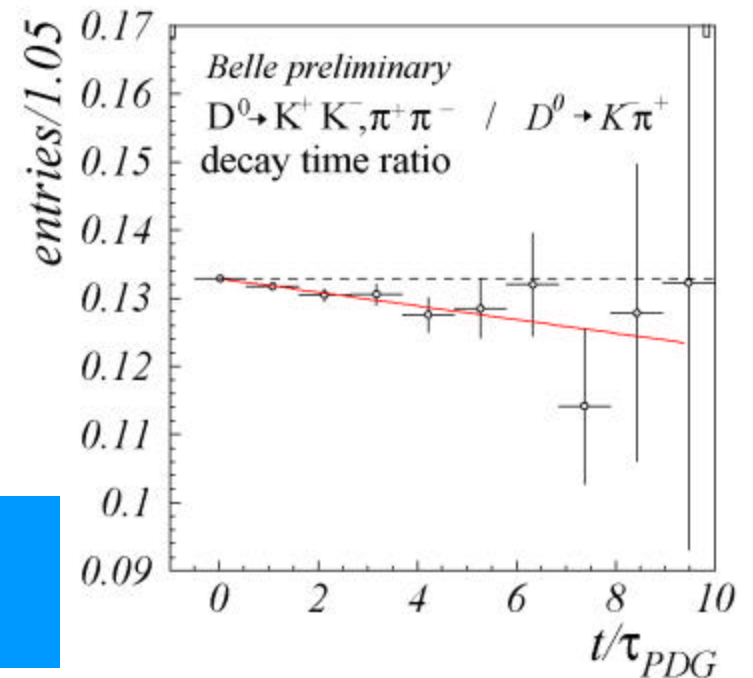 Belle preliminary
D⁰→K⁺ K⁻,π⁺π⁻ / D⁰→K⁻π⁺
decay time ratio
entries/1.05
0.17
0.16
0.15
0.14
0.13
0.12
0.11
0.1
0.09
0 2 4 6 8 10
t/τ_PDG